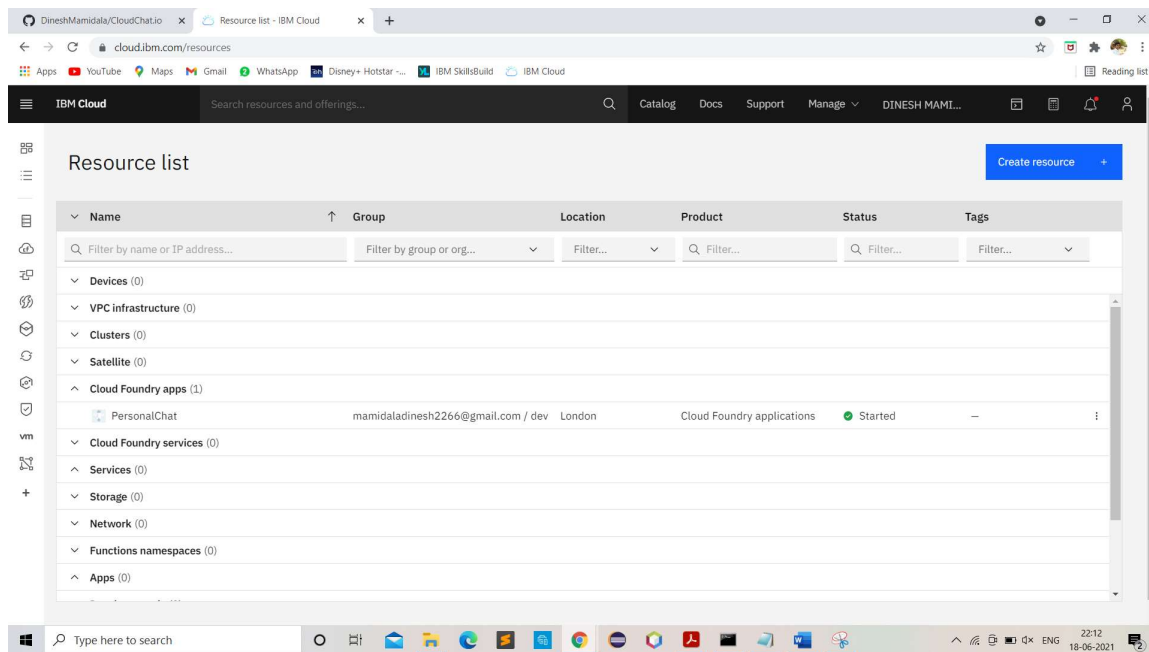 DineshMamidala/CloudChat.io
Resource list - IBM Cloud
cloud.ibm.com/resources
Apps YouTube Maps Gmail WhatsApp Disney+ Hotstar -... IBM SkillsBuild IBM Cloud Reading list
IBM Cloud Search resources and offerings... Catalog Docs Support Manage DINESH MAMI...
Resource list
Create resource +
Name Group Location Product Status Tags
Filter by name or IP address... Filter by group or org... Filter... Filter... Filter... Filter...
Devices (0)
VPC infrastructure (0)
Clusters (0)
Satellite (0)
Cloud Foundry apps (1)
PersonalChat mamidaladinesh2266@gmail.com / dev London Cloud Foundry applications Started –
Cloud Foundry services (0)
vm
Services (0)
Storage (0)
Network (0)
Functions namespaces (0)
Apps (0)
Type here to search
ENG
22:12
18-06-2021
2